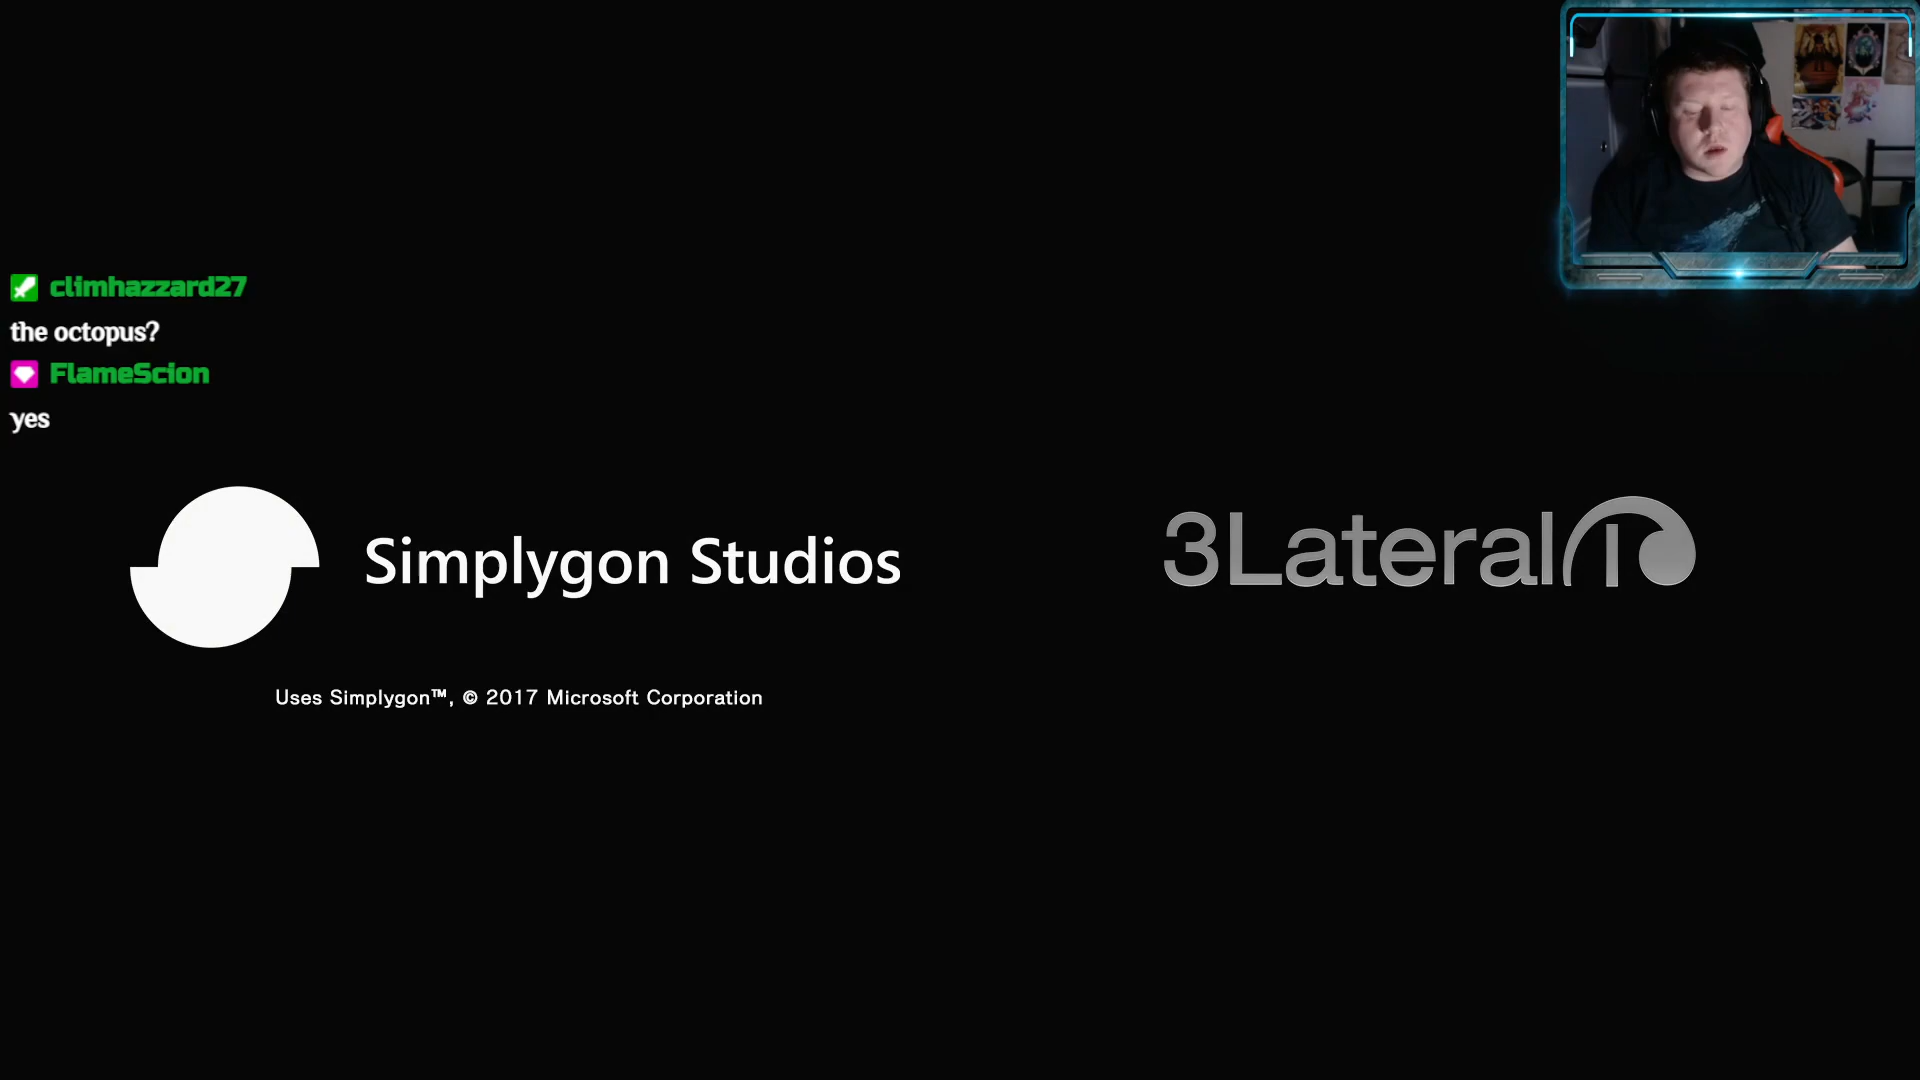 climhazzard27
the octopus?
FlameScion
yes
Simplygon Studios
3Lateral
Uses Simplygon™, © 2017 Microsoft Corporation